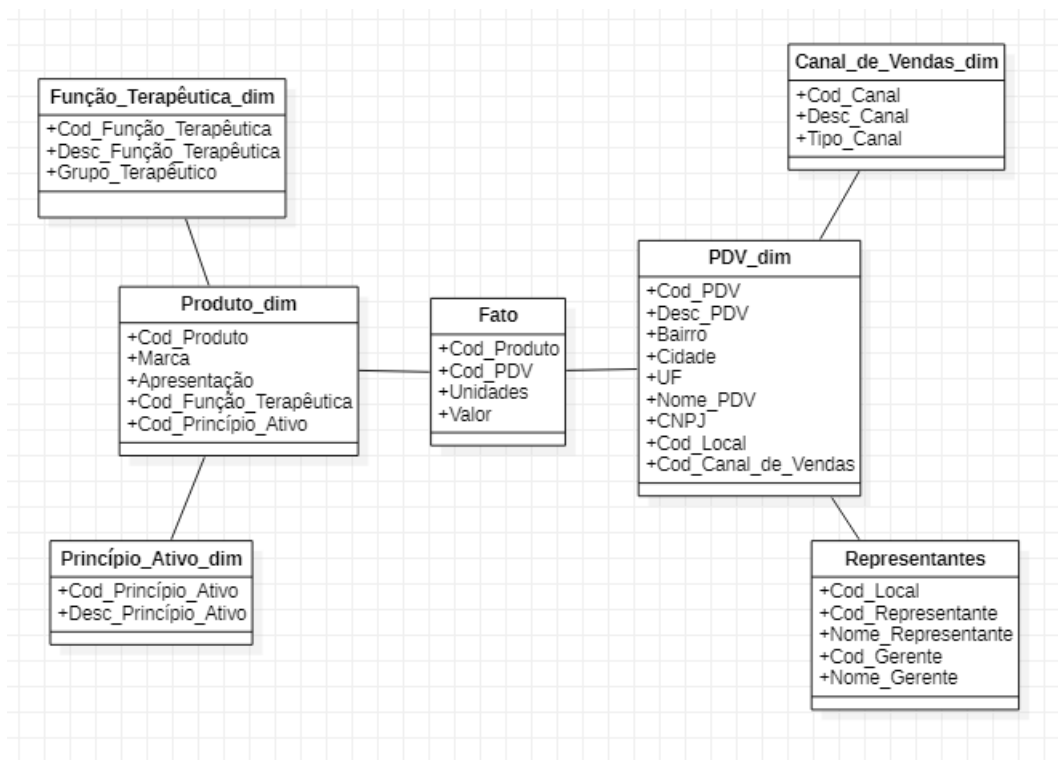 Função_Terapêutica_dim
+Cod_Função_Terapêutica
+Desc_Função_Terapêutica
+Grupo_Terapêutico
Canal_de_Vendas_dim
+Cod_Canal
+Desc_Canal
+Tipo_Canal
Produto_dim
+Cod_Produto
+Marca
+Apresentação
+Cod_Função_Terapêutica
+Cod_Princípio_Ativo
Fato
+Cod_Produto
+Cod_PDV
+Unidades
+Valor
PDV_dim
+Cod_PDV
+Desc_PDV
+Bairro
+Cidade
+UF
+Nome_PDV
+CNPJ
+Cod_Local
+Cod_Canal_de_Vendas
Princípio_Ativo_dim
+Cod_Princípio_Ativo
+Desc_Princípio_Ativo
Representantes
+Cod_Local
+Cod_Representante
+Nome_Representante
+Cod_Gerente
+Nome_Gerente